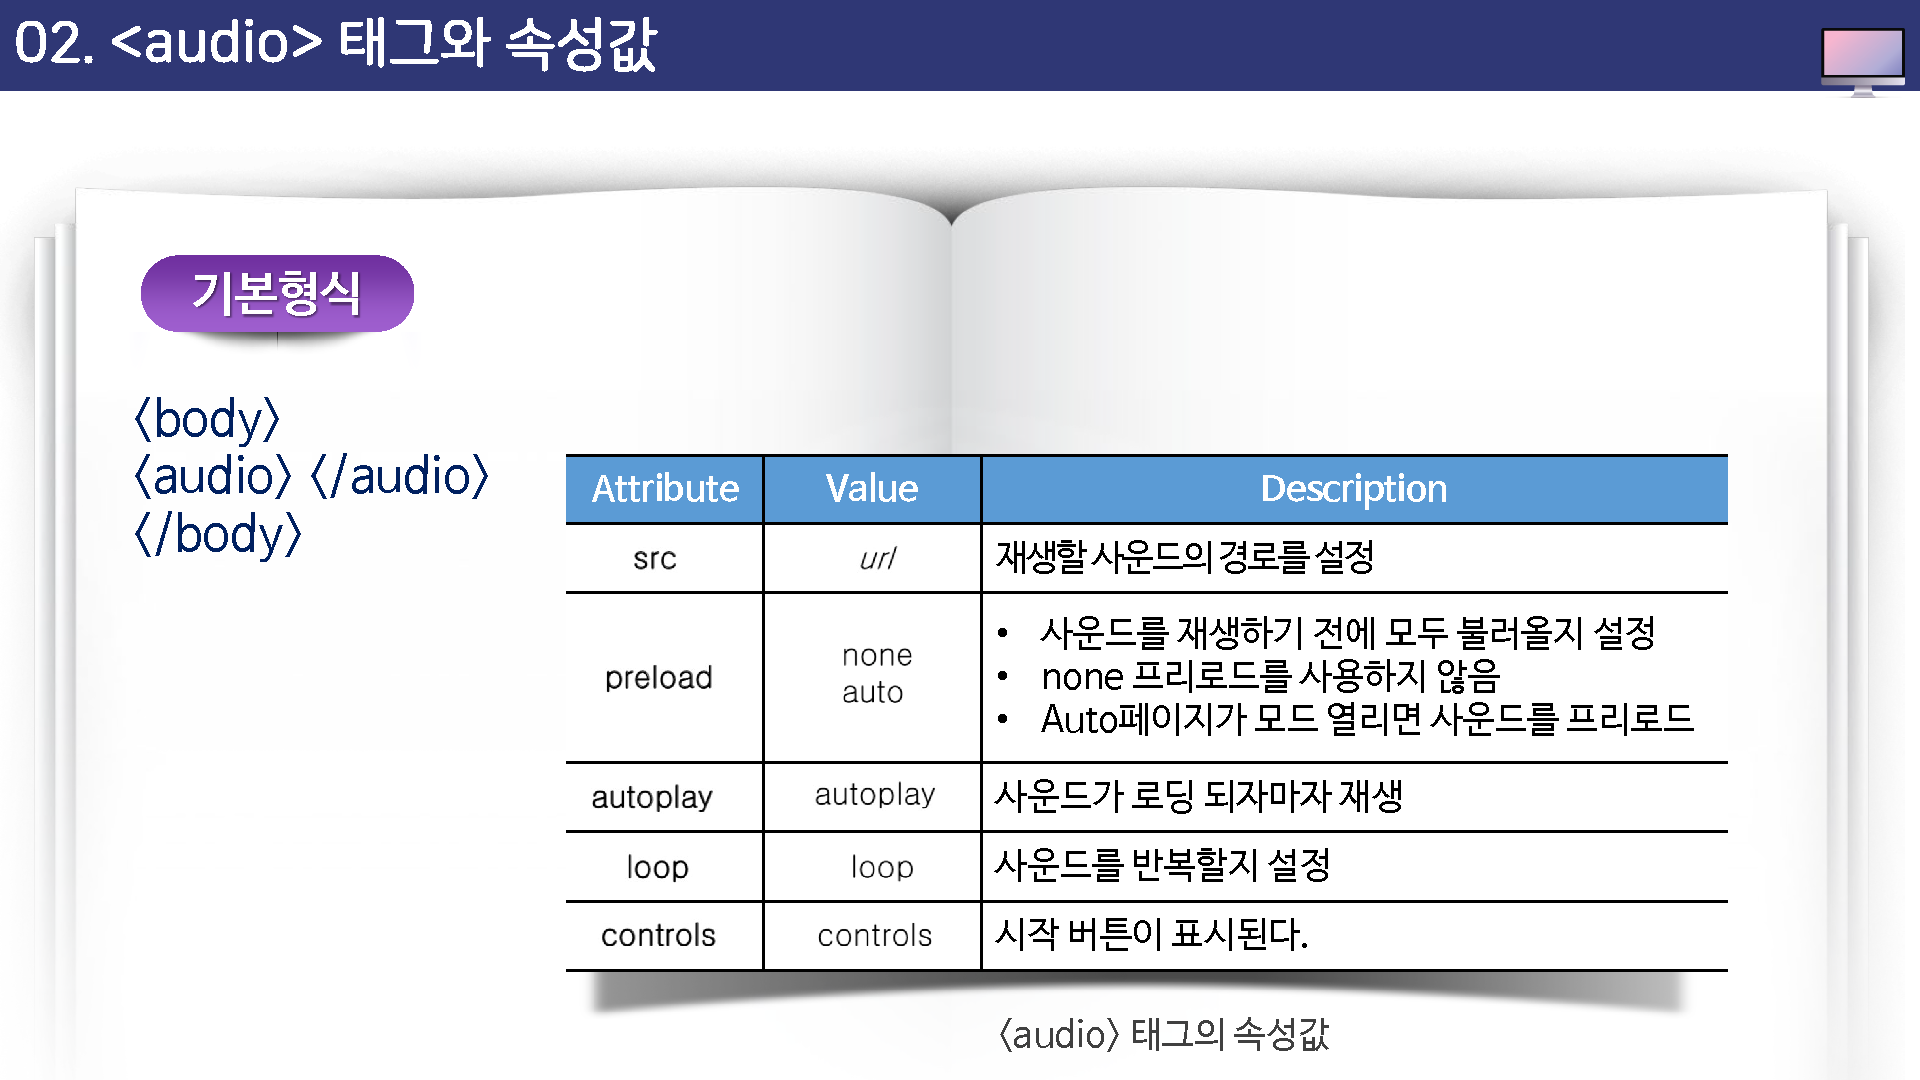 02. <audio> 태그와 속성값
기본형식
<body>
<audio> </audio>
</body>
Attribute Value Description
src url 재생할 사운드의 경로를 설정
preload none auto
• 사운드를 재생하기 전에 모두 불러올지 설정
• none 프리로드를 사용하지 않음
• Auto페이지가 모드 열리면 사운드를 프리로드
autoplay autoplay 사운드가 로딩 되자마자 재생
loop loop 사운드를 반복할지 설정
controls controls 시작 버튼이 표시된다.
<audio> 태그의 속성값